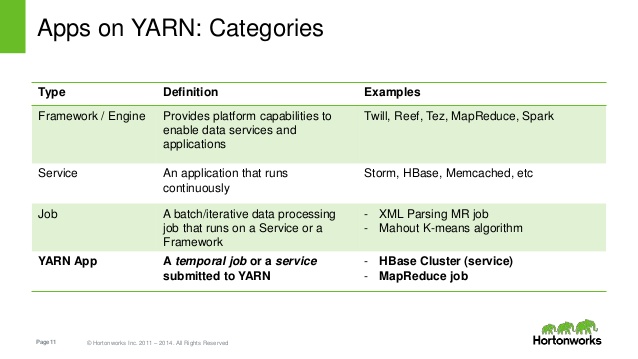 Apps on YARN: Categories
Type Definition Examples
Framework / Engine Provides platform capabilities to Twill, Reef, Tez, MapReduce, Spark
enable data services and
applications
Service An application that runs Storm, HBase, Memcached, etc
continuously
Job A batch/iterative data processing - XML Parsing MR job
job that runs on a Service or a - Mahout K-means algorithm
Framework
YARN App A temporal job or a service - HBase Cluster (service)
submitted to YARN - MapReduce job
Page 11 © Hortonworks Inc. 2011 – 2014. All Rights Reserved
Hortonworks